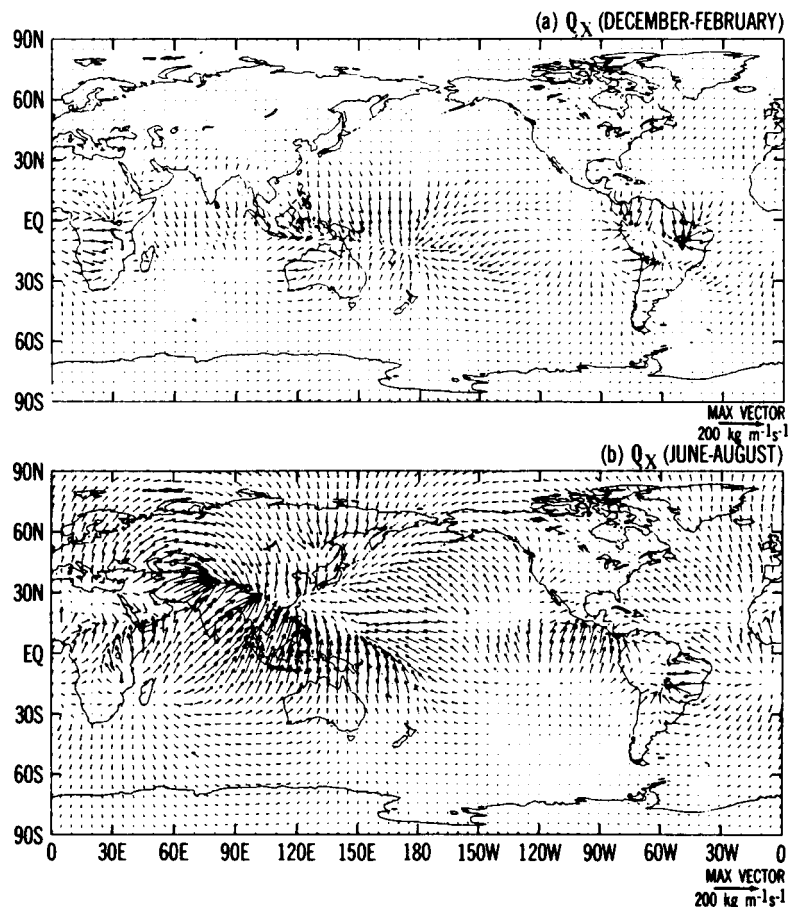 (a) Qx (DECEMBER-FEBRUARY)
90N
60N
30N
EQ
30S
60S
90S
MAX VECTOR
200 kg m-1s-1
(b) Qx (JUNE-AUGUST)
90N
60N
30N
EQ
30S
60S
90S
0 30E 60E 90E 120E 150E 180 150W 120W 90W 60W 30W 0
MAX VECTOR
200 kg m-1s-1